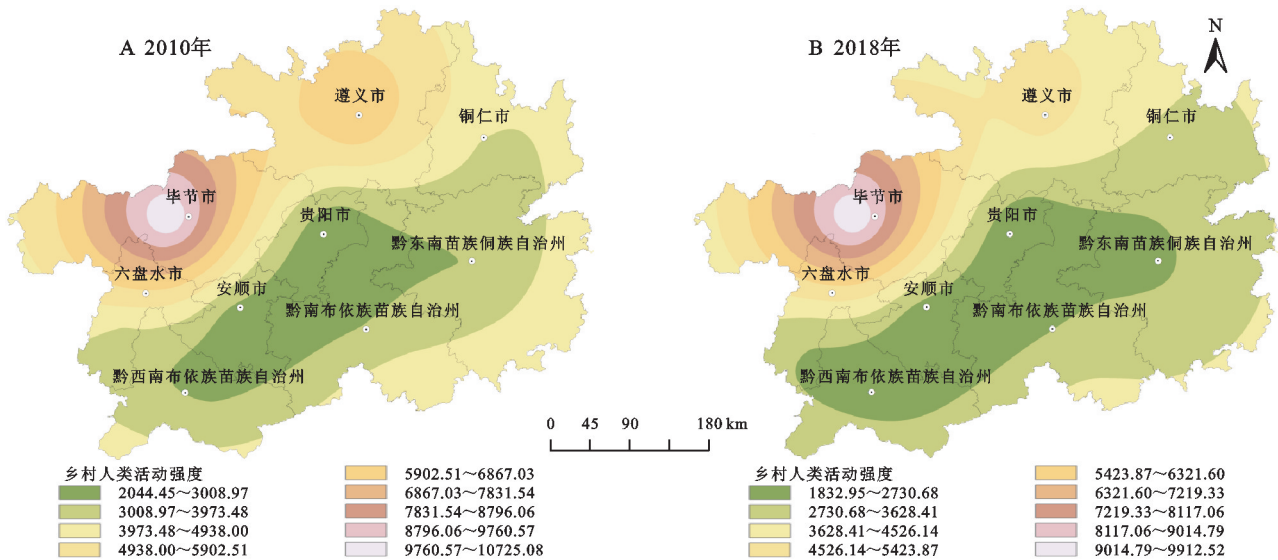 A 2010年
遵义市
铜仁市
毕节市
贵阳市
黔东南苗族侗族自治州
六盘水市
安顺市
黔南布依族苗族自治州
黔西南布依族苗族自治州
乡村人类活动强度
2044.45～3008.97
3008.97～3973.48
3973.48～4938.00
4938.00～5902.51
5902.51～6867.03
6867.03～7831.54
7831.54～8796.06
8796.06～9760.57
9760.57～10725.08
0 45 90 180 km
B 2018年
N
遵义市
铜仁市
毕节市
贵阳市
黔东南苗族侗族自治州
六盘水市
安顺市
黔南布依族苗族自治州
黔西南布依族苗族自治州
乡村人类活动强度
1832.95～2730.68
2730.68～3628.41
3628.41～4526.14
4526.14～5423.87
5423.87～6321.60
6321.60～7219.33
7219.33～8117.06
8117.06～9014.79
9014.79～9912.52